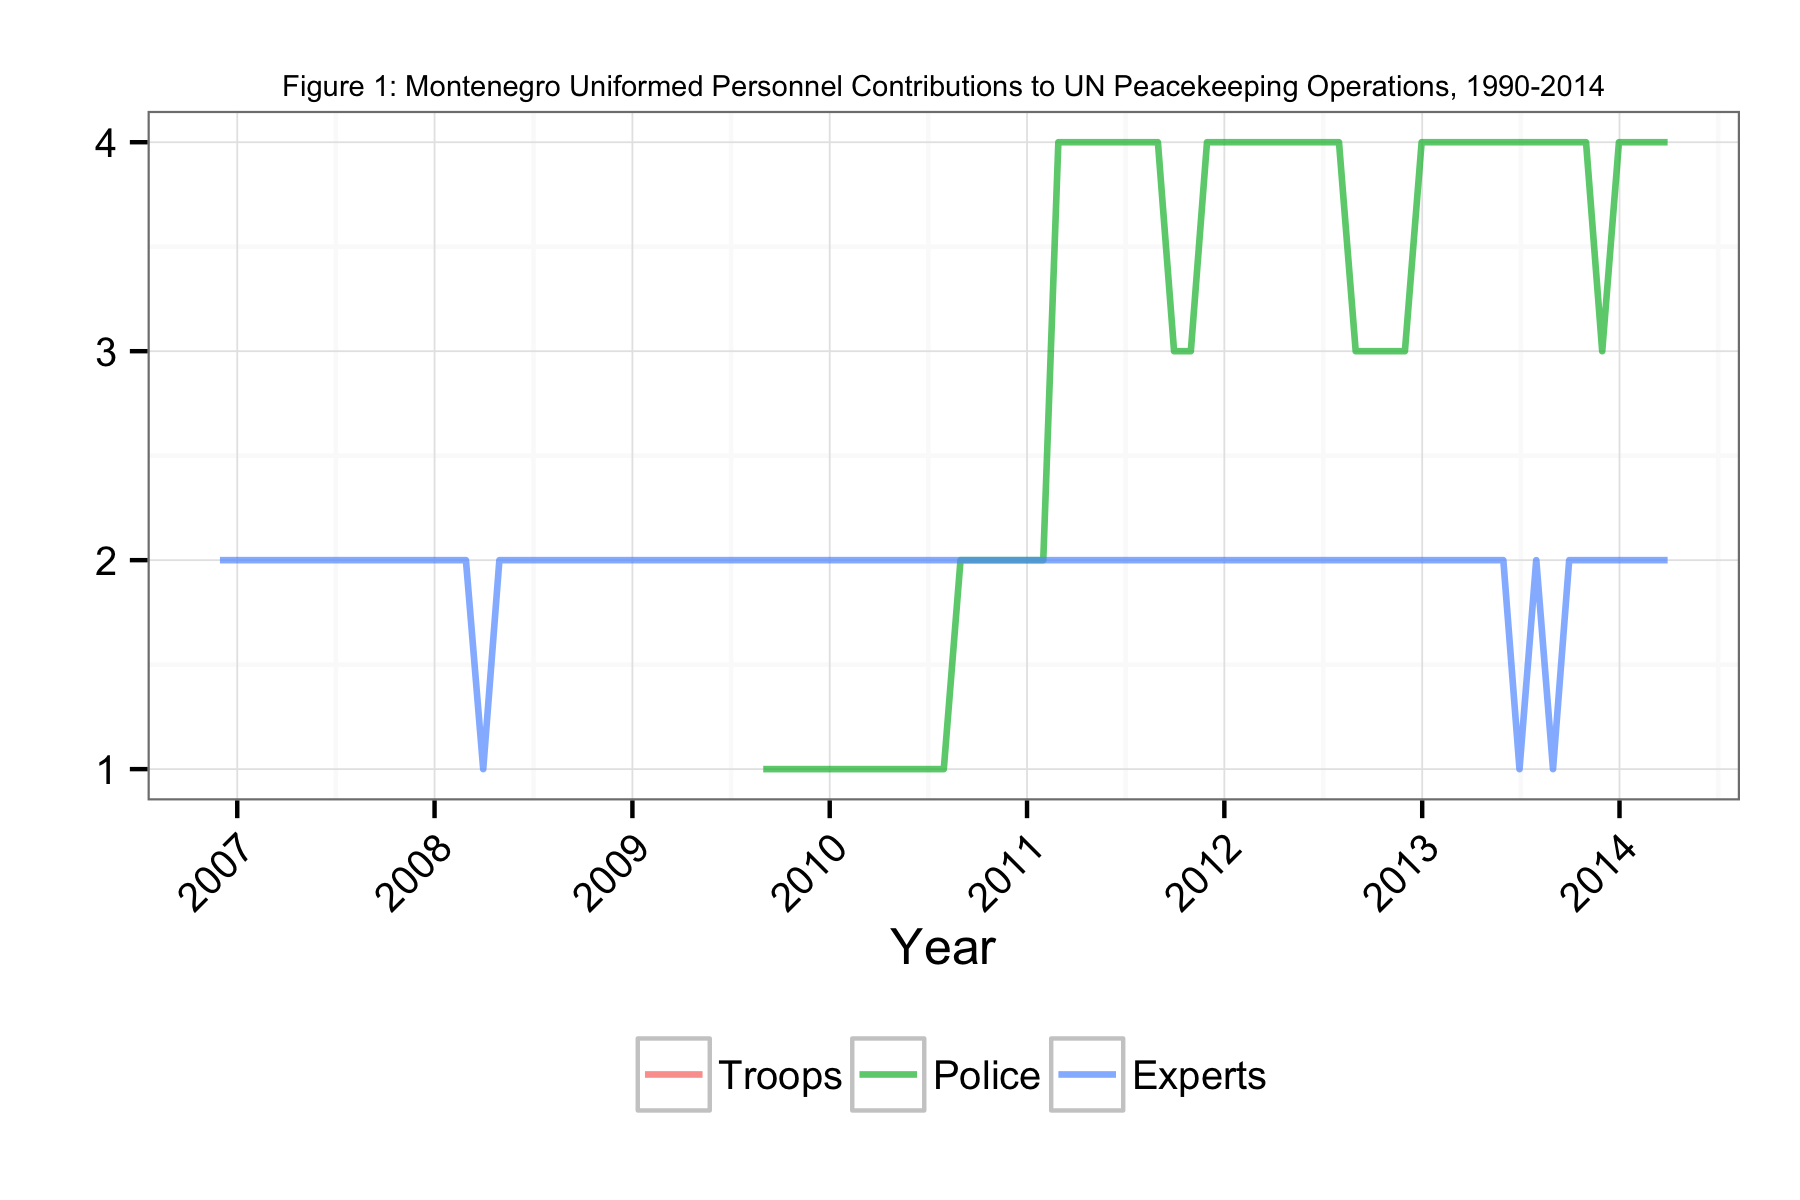 Figure 1: Montenegro Uniformed Personnel Contributions to UN Peacekeeping Operations, 1990-2014
4
3
2
1
2007 2008 2009 2010 2011 2012 2013 2014
Year
Troops Police Experts